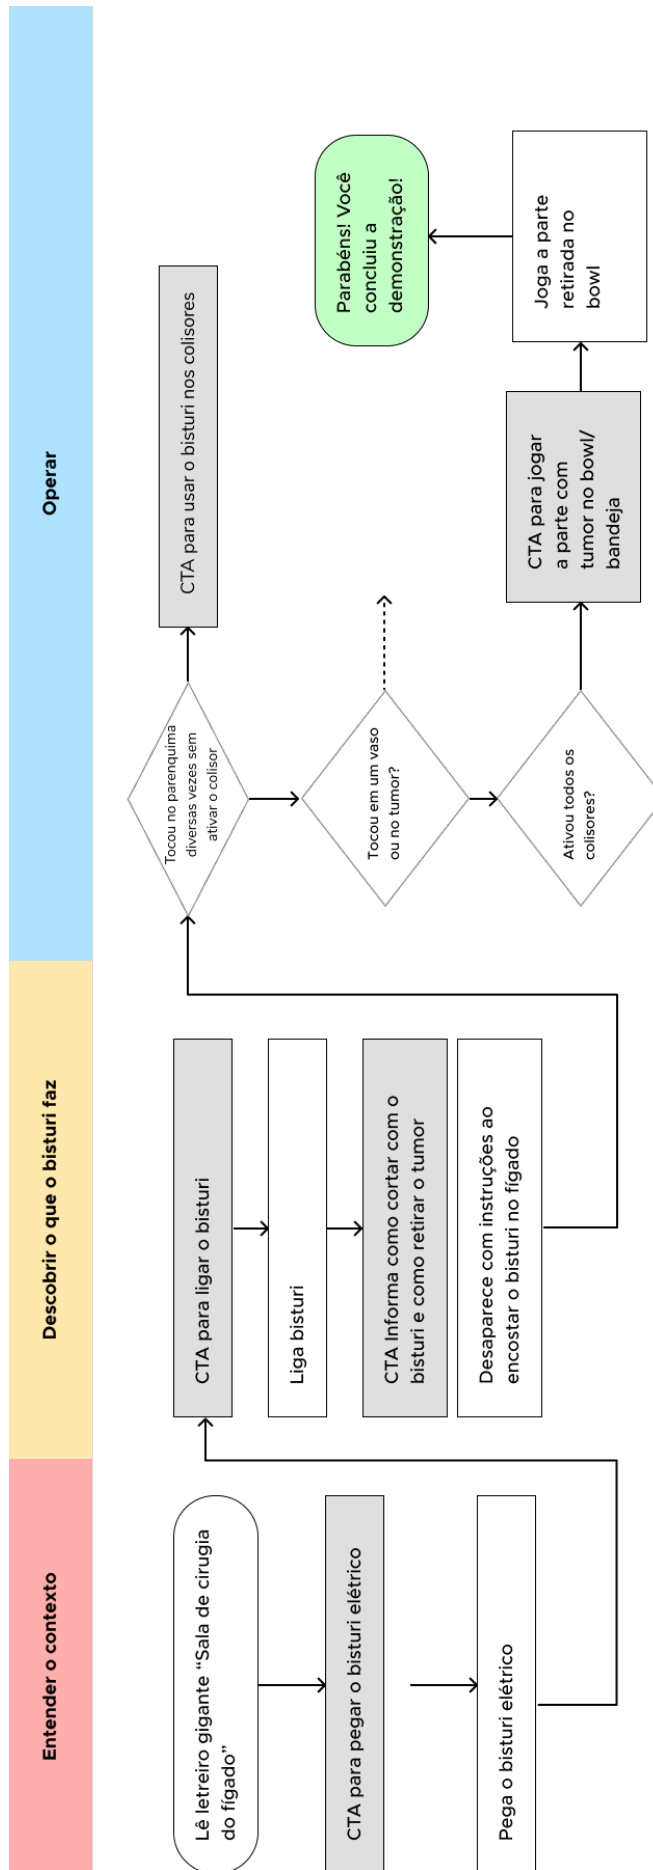 Entender o contexto
Lê letreiro gigante “Sala de cirugia
do fígado”
CTA para pegar o bisturi elétrico
Pega o bisturi elétrico
Descobrir o que o bisturi faz
CTA para ligar o bisturi
Liga bisturi
CTA Informa como cortar com o
bisturi e como retirar o tumor
Desaparece com instruções ao
encostar o bisturi no fígado
Operar
Tocou no parenquima
diversas vezes sem
ativar o colisor
CTA para usar o bisturi nos colisores
Tocou em um vaso
ou no tumor?
Ativou todos os
colisores?
CTA para jogar
a parte com
tumor no bowl/
bandeja
Joga a parte
retirada no
bowl
Parabéns! Você
concluiu a
demonstração!